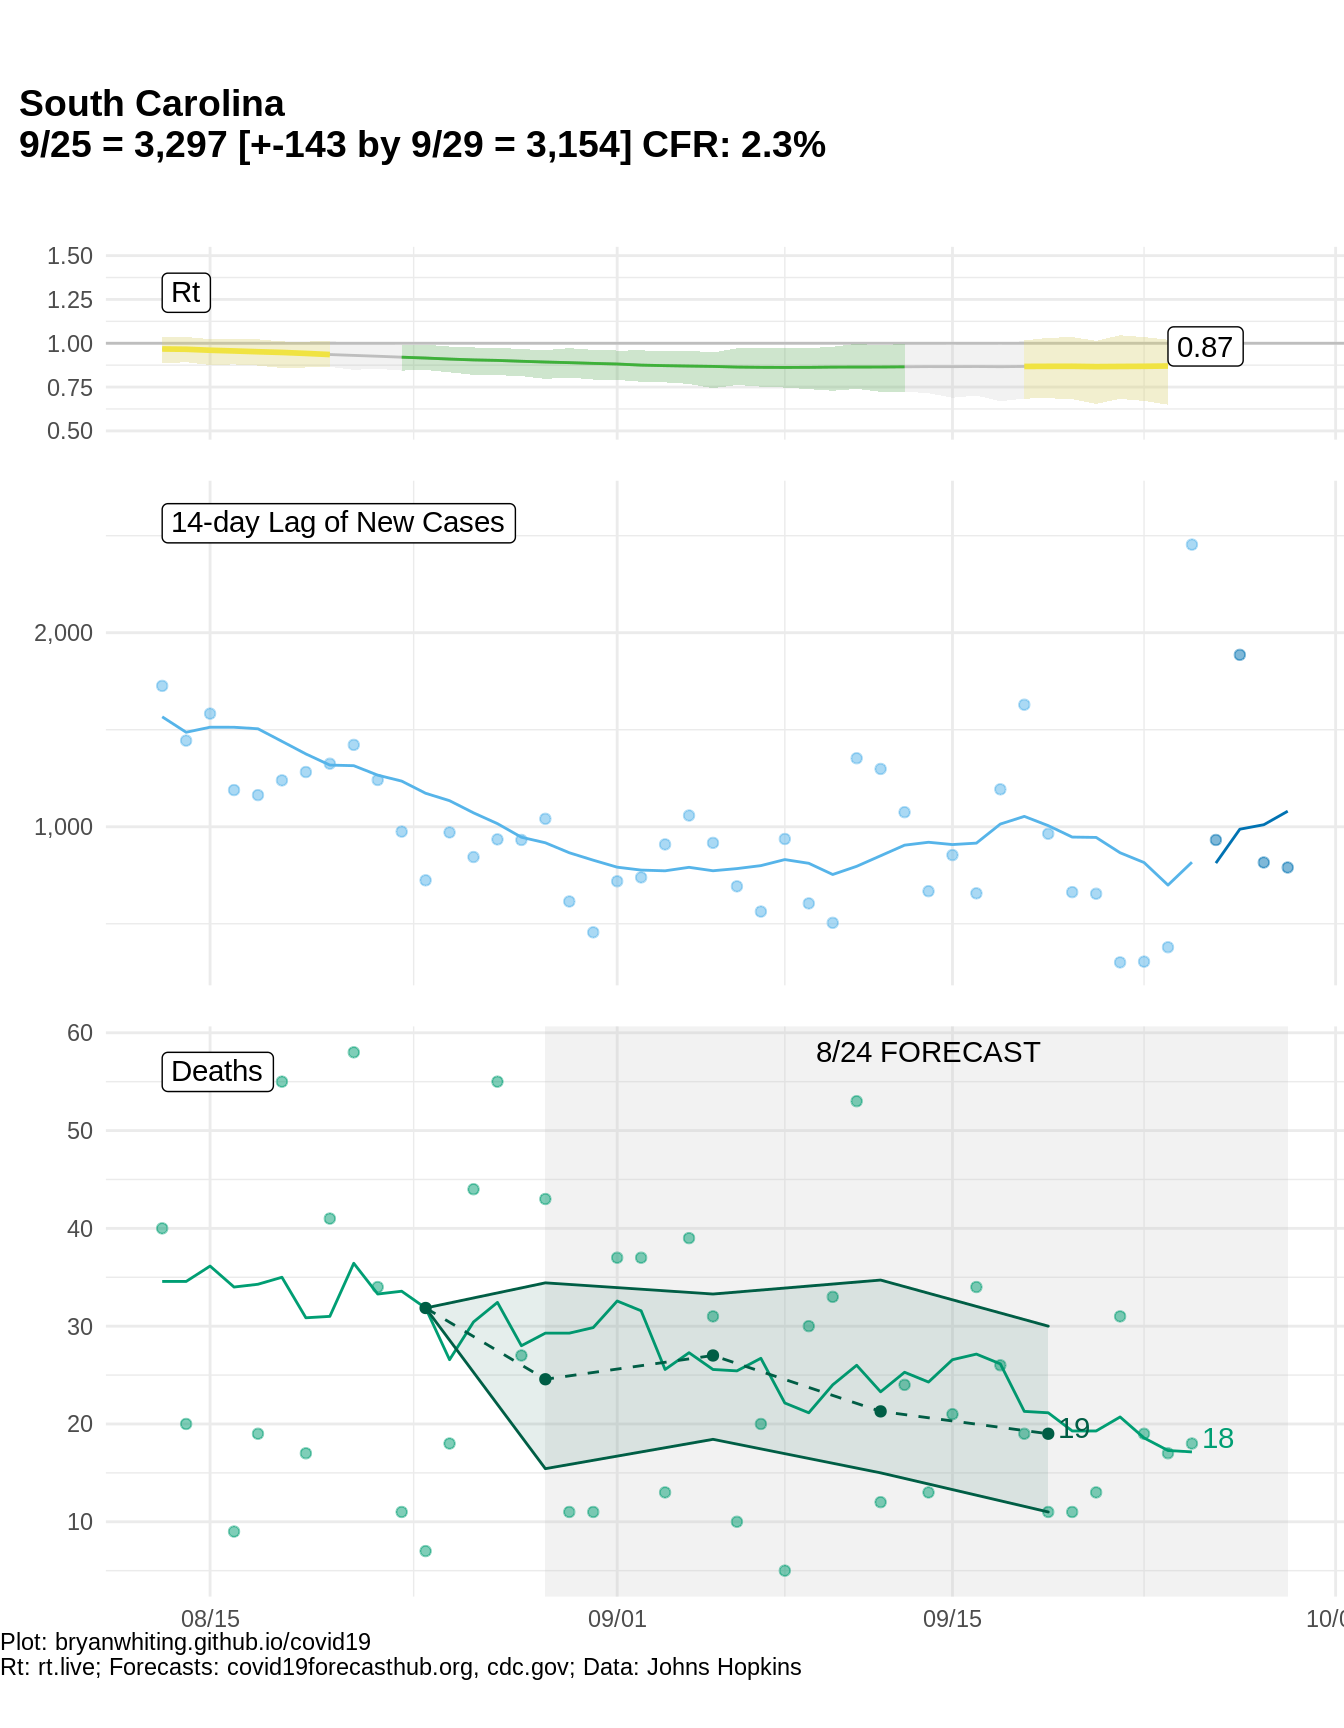 South Carolina
9/25 = 3,297 [+-143 by 9/29 = 3,154] CFR: 2.3%
1.50
1.25
1.00
0.75
0.50
Rt
0.87
14-day Lag of New Cases
2,000
1,000
60
50
40
30
20
10
Deaths
8/24 FORECAST
19
18
08/15
09/01
09/15
10/0
Plot: bryanwhiting.github.io/covid19
Rt: rt.live; Forecasts: covid19forecasthub.org, cdc.gov; Data: Johns Hopkins